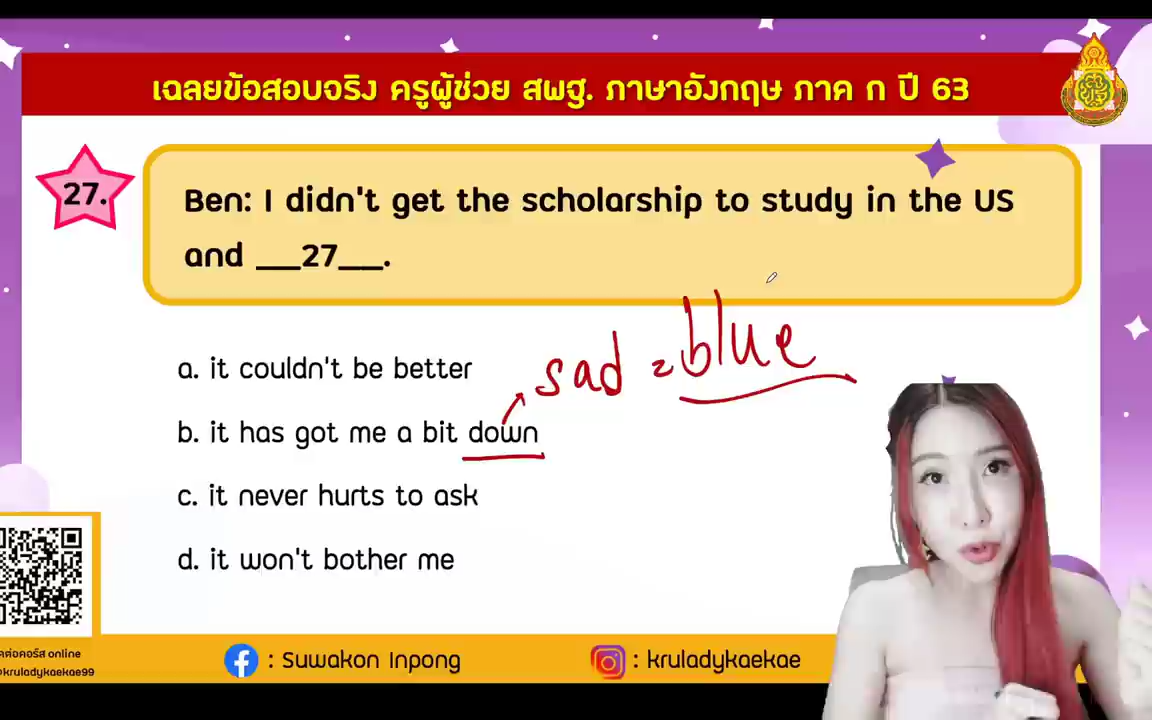 เฉลยข้อสอบจริง ครูผู้ช่วย สพฐ. ภาษาอังกฤษ ภาค ก ปี 63
27.
Ben: I didn't get the scholarship to study in the US
and __27__.
a. it couldn't be better
sad = blue
b. it has got me a bit down
c. it never hurts to ask
d. it won't bother me
คอร์ส online
kruladykaekae99
: Suwakon Inpong
: kruladykaekae